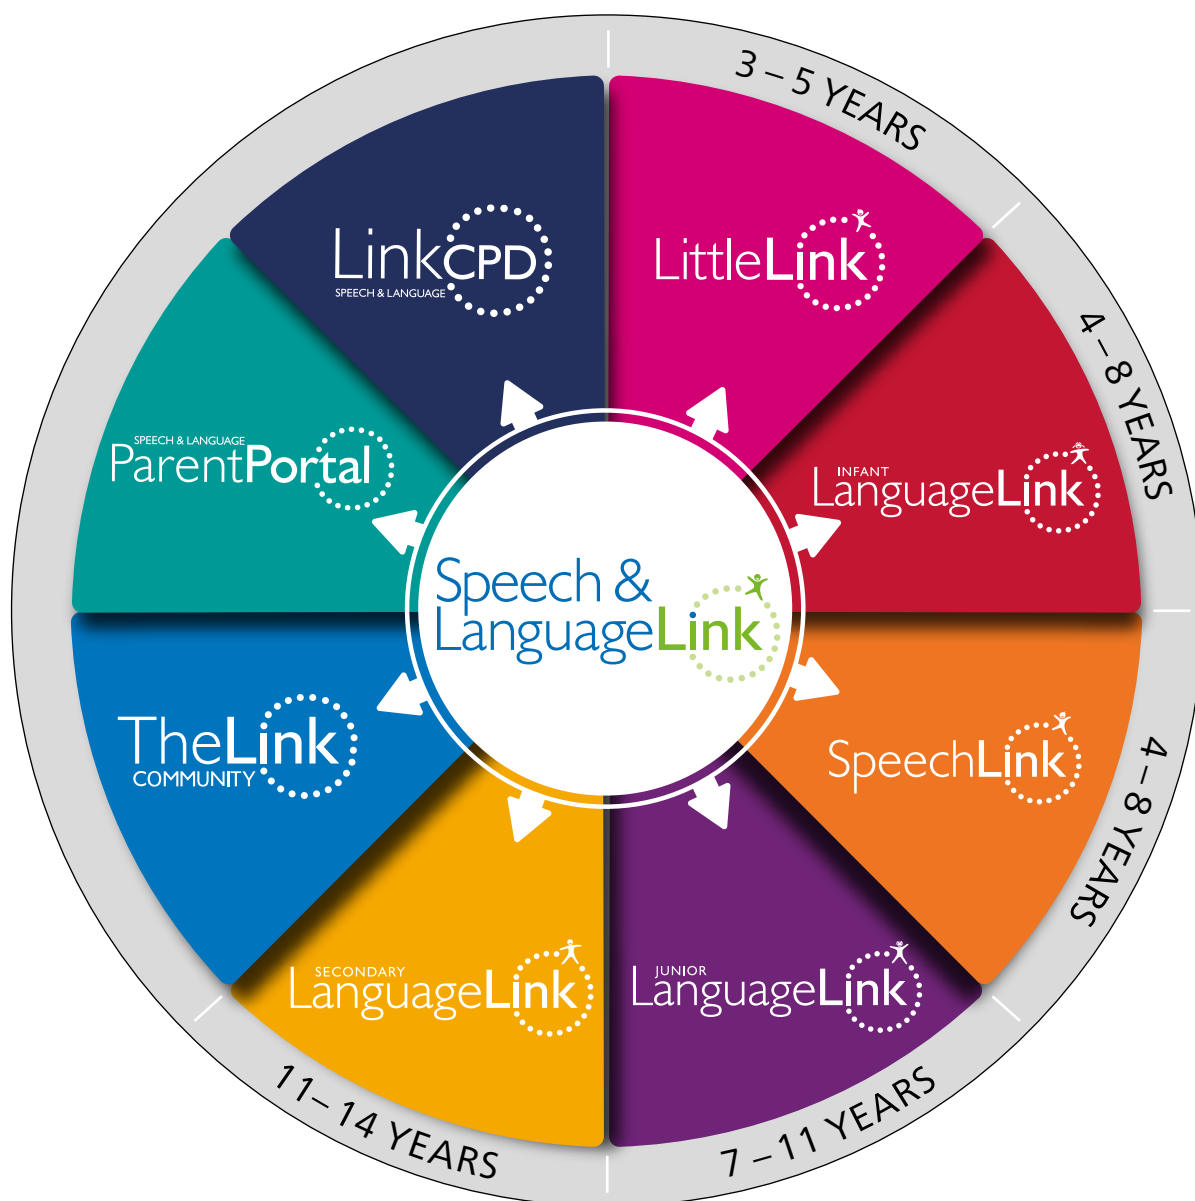 3 – 5 YEARS
LittleLink
4 – 8 YEARS
INFANT
LanguageLink
4 – 8 YEARS
SpeechLink
7 – 11 YEARS
JUNIOR
LanguageLink
11 – 14 YEARS
SECONDARY
LanguageLink
TheLink
COMMUNITY
SPEECH & LANGUAGE
ParentPortal
LinkCPD
SPEECH & LANGUAGE
Speech &
LanguageLink